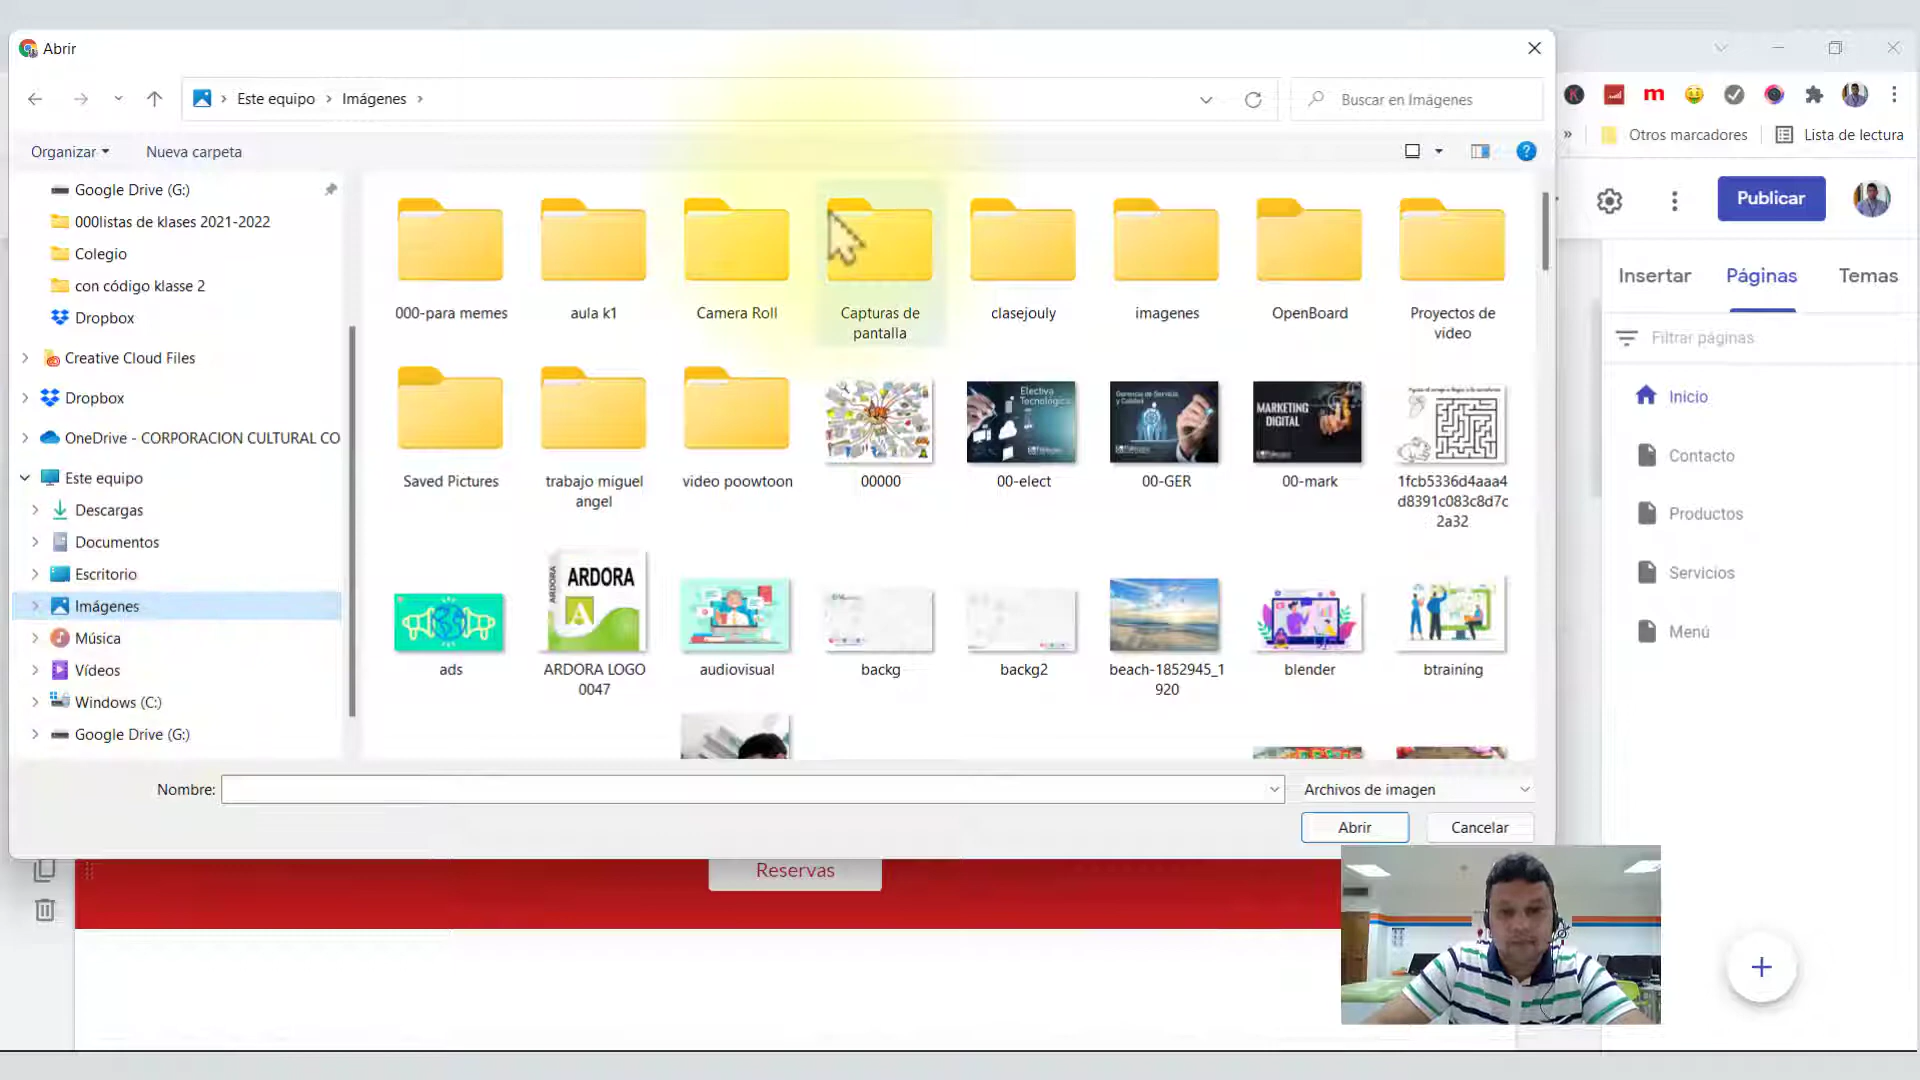 Abrir
Este equipo
Imágenes
Buscar en Imágenes
Otros marcadores
Lista de lectura
Organizar
Nueva carpeta
Publicar
Google Drive (G:)
000listas de klases 2021-2022
Colegio
con código klasse 2
Dropbox
Creative Cloud Files
Dropbox
OneDrive - CORPORACION CULTURAL CO
Este equipo
Descargas
Documentos
Escritorio
Imágenes
Música
Vídeos
Windows (C:)
Google Drive (G:)
000-para memes
aula k1
Camera Roll
Capturas de
pantalla
clasejouly
imagenes
OpenBoard
Proyectos de
vídeo
Electiva
Tecnológica
Gerencia de Servicio
y Calidad
MARKETING
DIGITAL
Saved Pictures
trabajo miguel
angel
video poowtoon
00000
00-elect
00-GER
00-mark
1fcb5336d4aaa4
d8391c083c8d7c
2a32
ARDORA
ARDORA
A
ads
ARDORA LOGO
0047
audiovisual
backg
backg2
beach-1852945_1
920
blender
btraining
Nombre:
Archivos de imagen
Abrir
Cancelar
Insertar
Páginas
Temas
Filtrar páginas
Inicio
Contacto
Productos
Servicios
Menú
Reservas